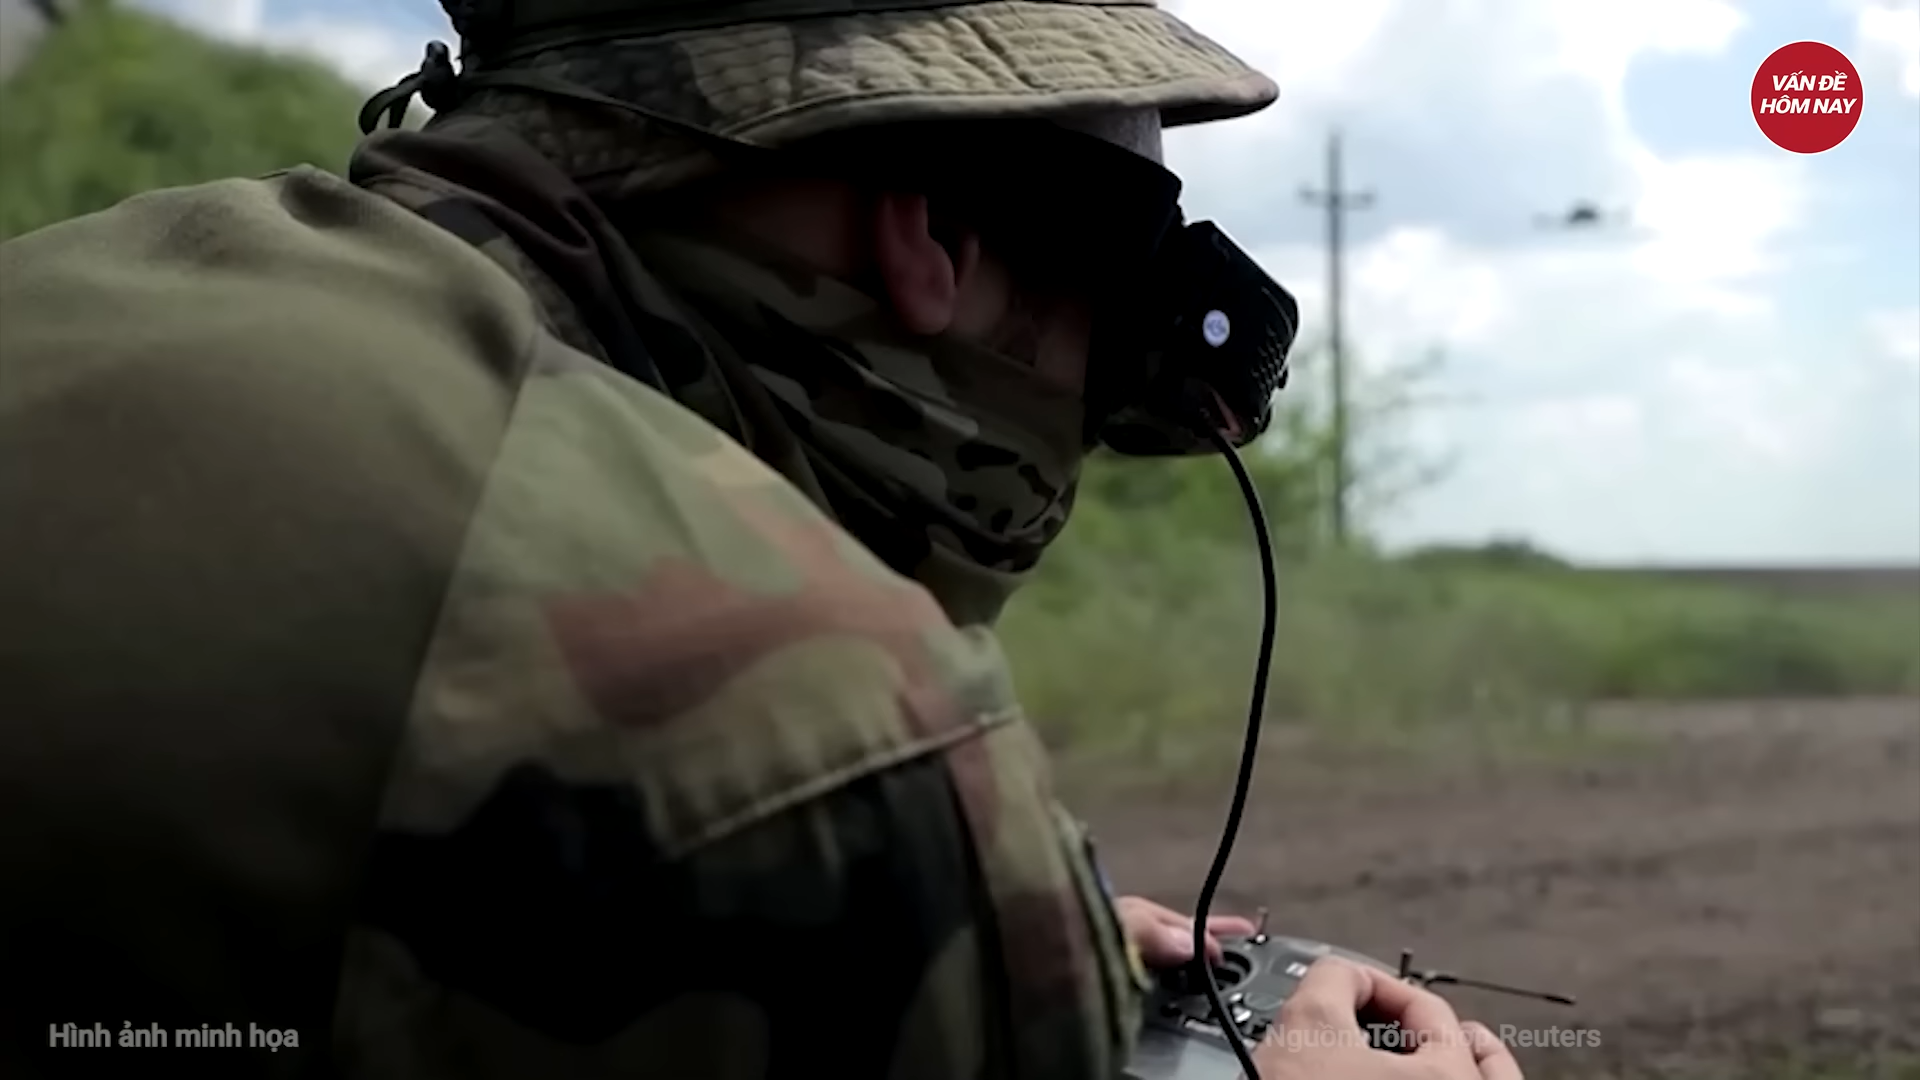 VẤN ĐỀ
HÔM NAY
Hình ảnh minh họa
Nguồn: Tổng hợp Reuters